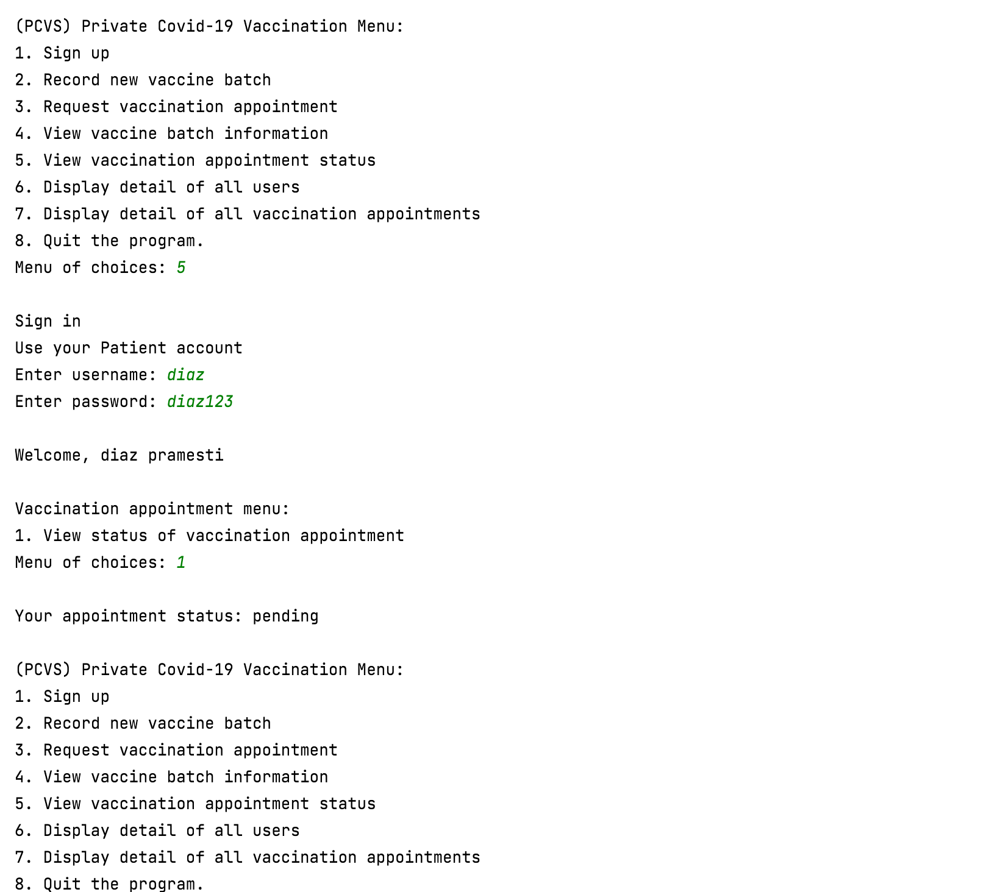 (PCVS) Private Covid-19 Vaccination Menu:
1. Sign up
2. Record new vaccine batch
3. Request vaccination appointment
4. View vaccine batch information
5. View vaccination appointment status
6. Display detail of all users
7. Display detail of all vaccination appointments
8. Quit the program.
Menu of choices: 5
Sign in
Use your Patient account
Enter username: diaz
Enter password: diaz123
Welcome, diaz pramesti
Vaccination appointment menu:
1. View status of vaccination appointment
Menu of choices: 1
Your appointment status: pending
(PCVS) Private Covid-19 Vaccination Menu:
1. Sign up
2. Record new vaccine batch
3. Request vaccination appointment
4. View vaccine batch information
5. View vaccination appointment status
6. Display detail of all users
7. Display detail of all vaccination appointments
8. Quit the program.